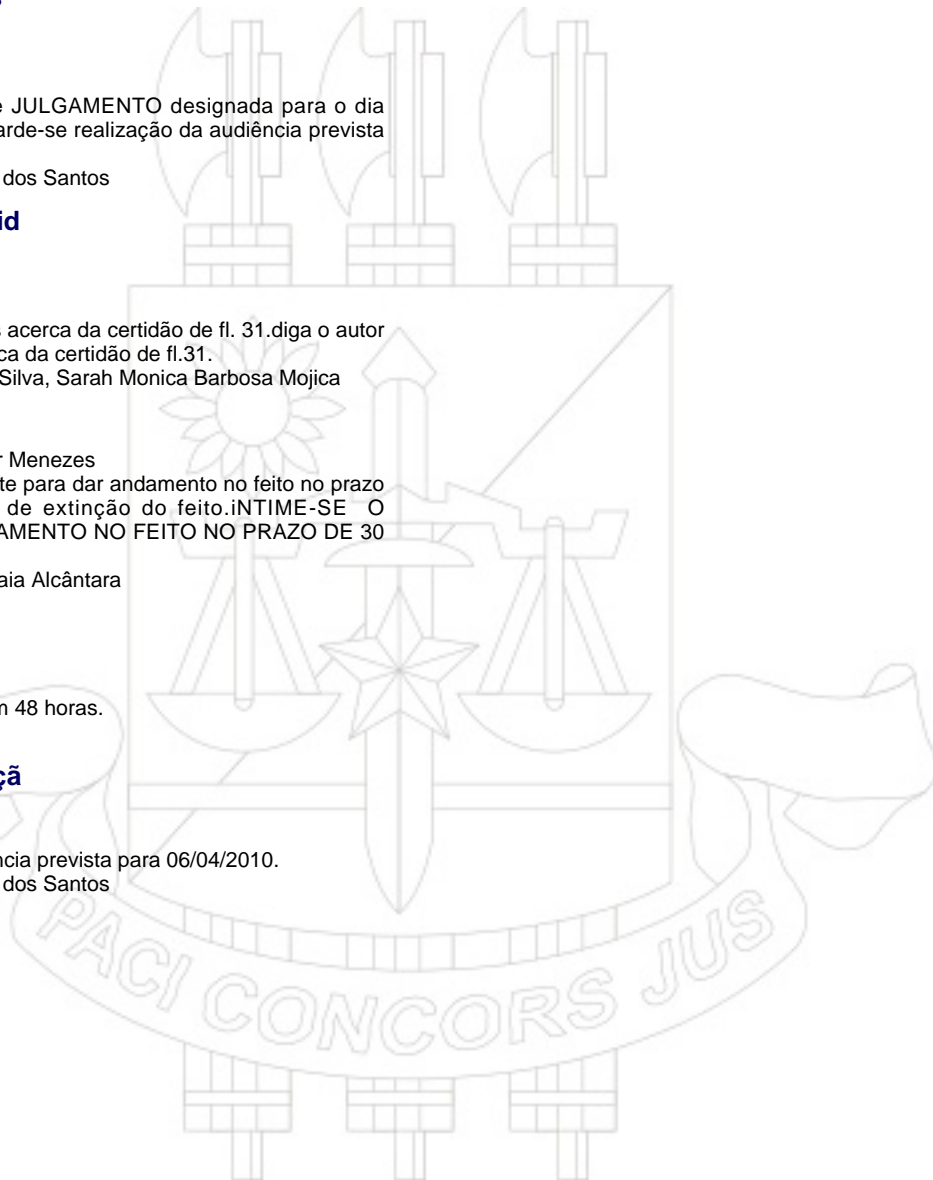 e JULGAMENTO designada para o dia
arde-se realização da audiência prevista
dos Santos
id
s acerca da certidão de fl. 31.diga o autor
ca da certidão de fl.31.
Silva, Sarah Monica Barbosa Mojica
r Menezes
te para dar andamento no feito no prazo
de extinção do feito.iNTIME-SE O
AMENTO NO FEITO NO PRAZO DE 30
aia Alcântara
m 48 horas.
çã
ncia prevista para 06/04/2010.
dos Santos
PACI CONCORS JUS